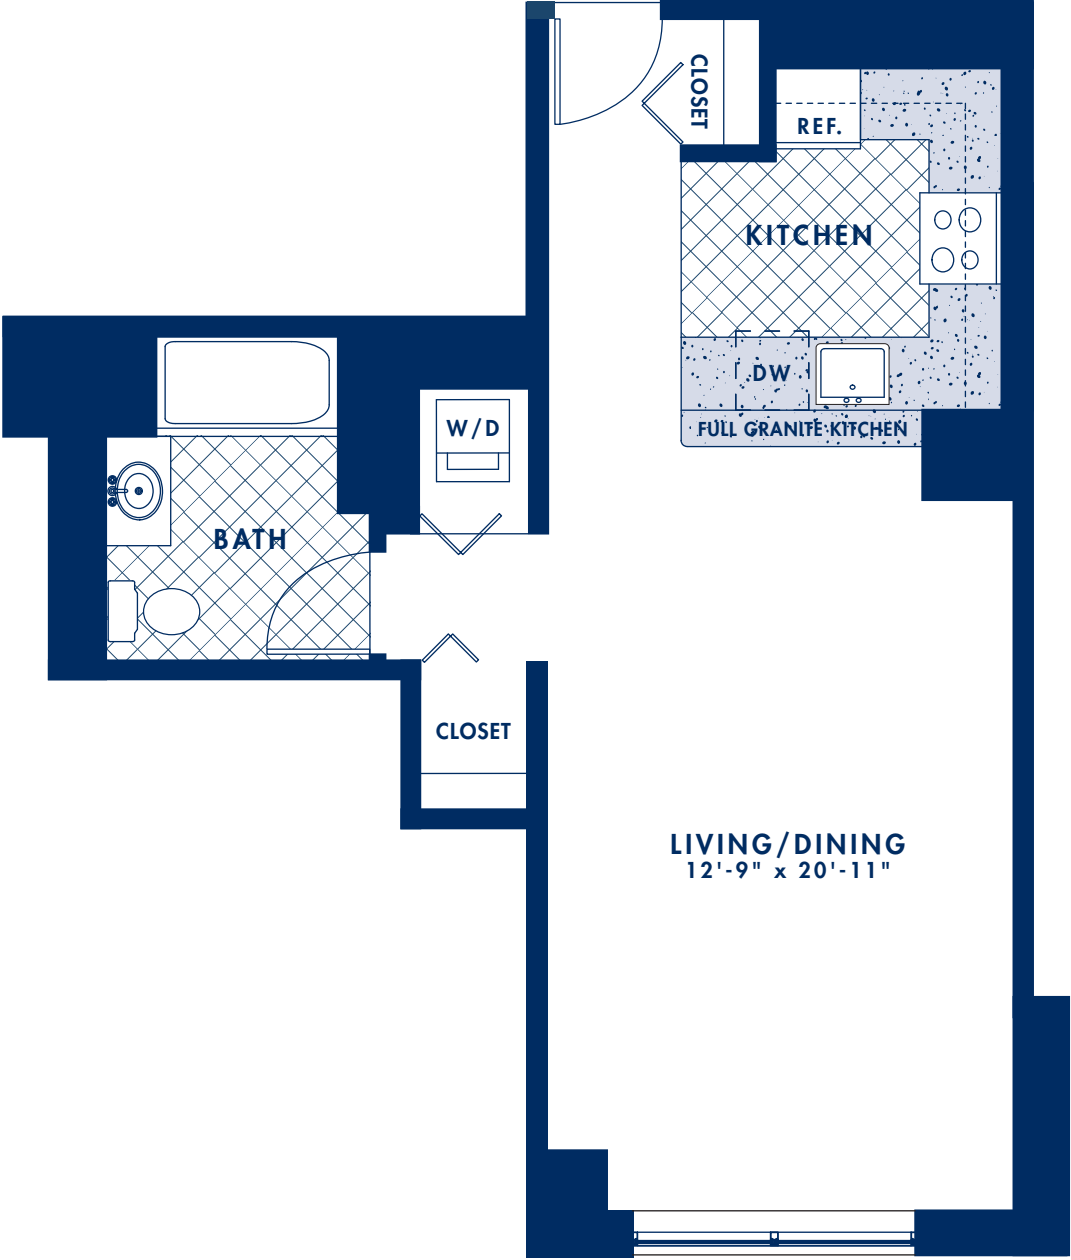 CLOSET
REF.
KITCHEN
DW
FULL GRANITE KITCHEN
W/D
BATH
CLOSET
LIVING/DINING
12'-9" x 20'-11"